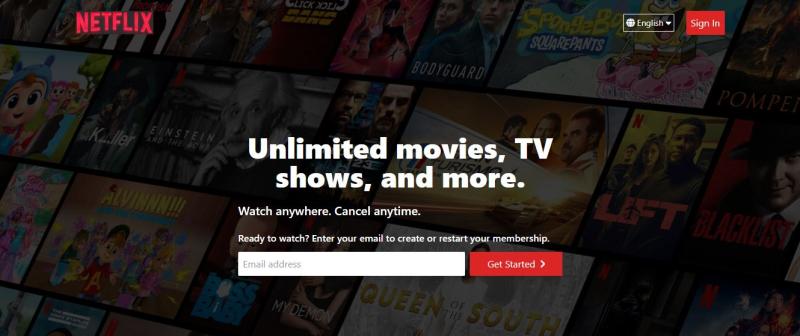 NETFLIX
English
Sign In
SPONGEBOB
SQUAREPANTS
BODYGUARD
POMPEII
Killer
EINSTEIN
AND THE BOMB
TURISMO
Unlimited movies, TV
shows, and more.
LIFT
BLACKLIST
ALVINNN!!!
Watch anywhere. Cancel anytime.
Ready to watch? Enter your email to create or restart your membership.
Email address
Get Started
KISS
MY DEMON
QUEEN OF THE SOUTH